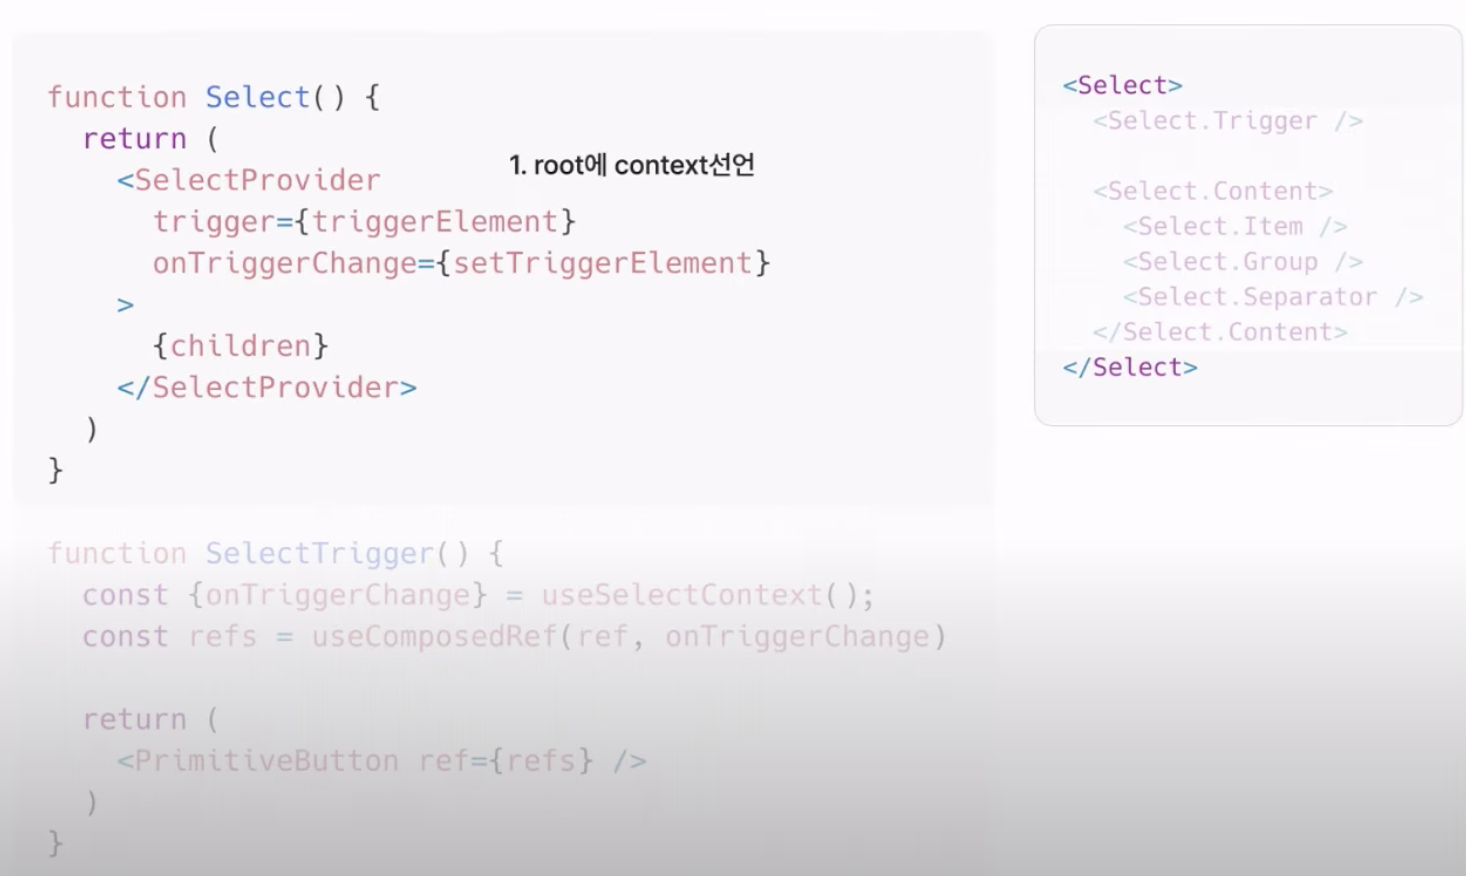 function Select() {
return (
<SelectProvider
1. root에 context선언
trigger={triggerElement}
onTriggerChange={setTriggerElement}
>
{children}
</SelectProvider>
)
}
function SelectTrigger() {
const {onTriggerChange} = useSelectContext();
const refs = useComposedRef(ref, onTriggerChange)
return (
<PrimitiveButton ref={refs} />
)
}
<Select>
<Select.Trigger />
<Select.Content>
<Select.Item />
<Select.Group />
<Select.Separator />
</Select.Content>
</Select>